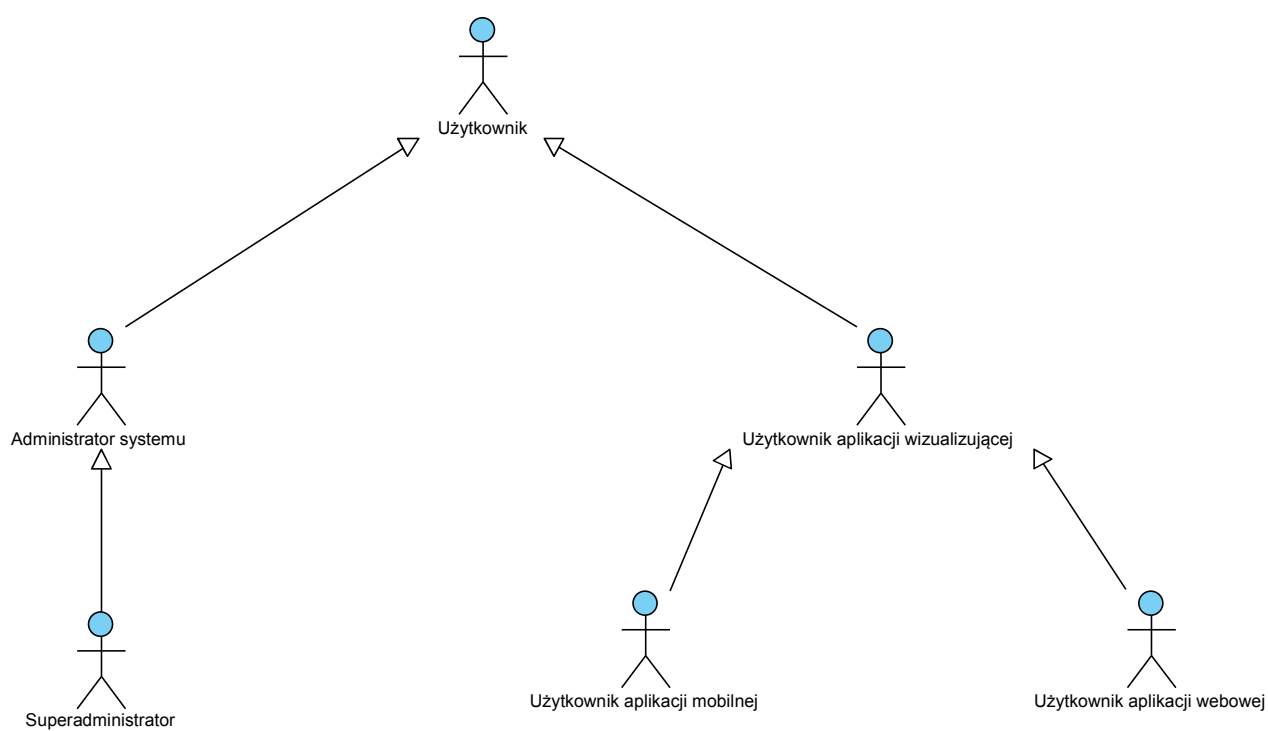 Użytkownik
Administrator systemu
Użytkownik aplikacji wizualizującej
Superadministrator
Użytkownik aplikacji mobilnej
Użytkownik aplikacji webowej